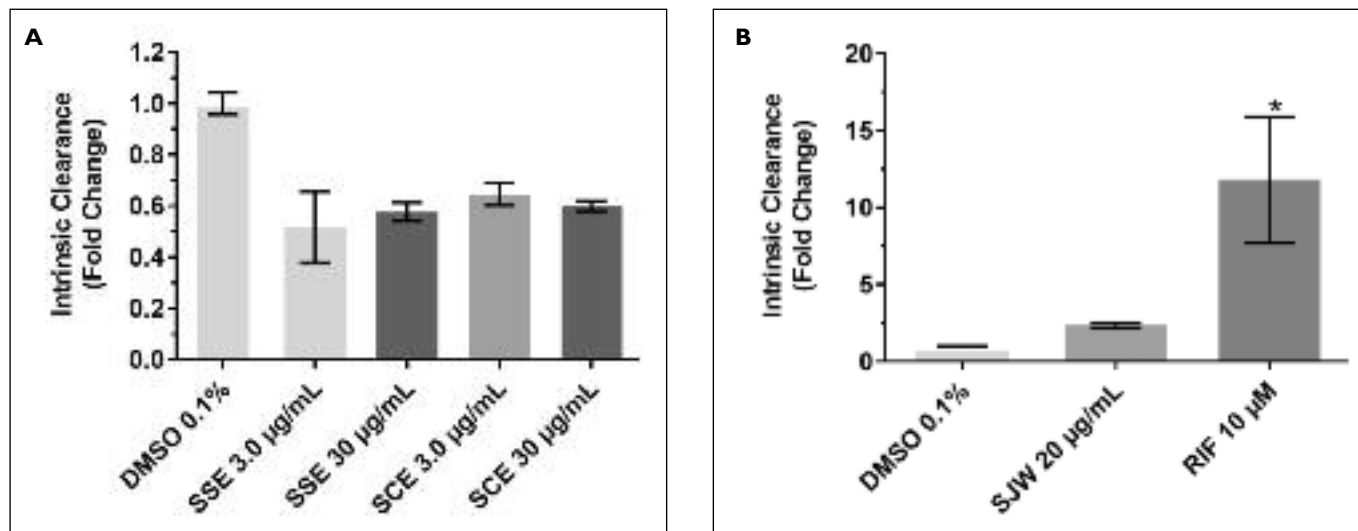 A
Intrinsic Clearance
(Fold Change)
1.2
1.0
0.8
0.6
0.4
0.2
0.0
DMSO 0.1%
SSE 3.0 µg/mL
SSE 30 µg/mL
SCE 3.0 µg/mL
SCE 30 µg/mL
B
Intrinsic Clearance
(Fold Change)
20
15
10
5
0
*
DMSO 0.1%
SJW 20 µg/mL
RIF 10 µM